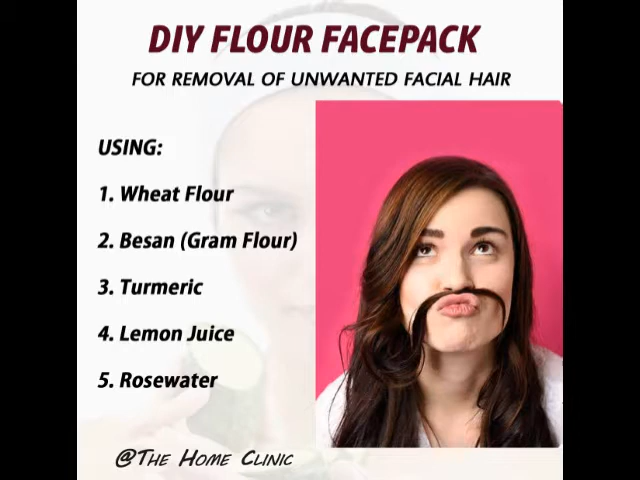 DIY FLOUR FACEPACK
FOR REMOVAL OF UNWANTED FACIAL HAIR
USING:
1. Wheat Flour
2. Besan (Gram Flour)
3. Turmeric
4. Lemon Juice
5. Rosewater
@The Home Clinic